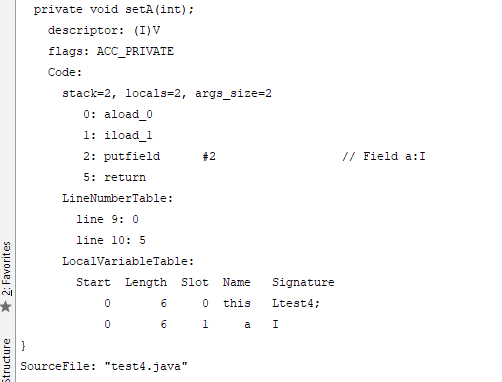 private void setA(int);
descriptor: (I)V
flags: ACC_PRIVATE
Code:
stack=2, locals=2, args_size=2
0: aload_0
1: iload_1
2: putfield #2 // Field a:I
5: return
LineNumberTable:
line 9: 0
line 10: 5
LocalVariableTable:
Start Length Slot Name Signature
0 6 0 this Ltest4;
0 6 1 a I
}
SourceFile: "test4.java"
2: Favorites
Structure